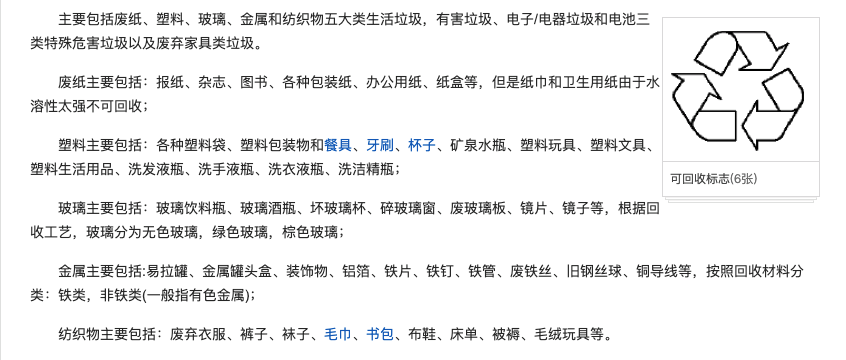 主要包括废纸、塑料、玻璃、金属和纺织物五大类生活垃圾，有害垃圾、电子/电器垃圾和电池三
类特殊危害垃圾以及废弃家具类垃圾。
废纸主要包括：报纸、杂志、图书、各种包装纸、办公用纸、纸盒等，但是纸巾和卫生用纸由于水
溶性太强不可回收；
塑料主要包括：各种塑料袋、塑料包装物和餐具、牙刷、杯子、矿泉水瓶、塑料玩具、塑料文具、
塑料生活用品、洗发液瓶、洗手液瓶、洗衣液瓶、洗洁精瓶；
可回收标志(6张)
玻璃主要包括：玻璃饮料瓶、玻璃酒瓶、坏玻璃杯、碎玻璃窗、废玻璃板、镜片、镜子等，根据回
收工艺，玻璃分为无色玻璃，绿色玻璃，棕色玻璃；
金属主要包括:易拉罐、金属罐头盒、装饰物、铝箔、铁片、铁钉、铁管、废铁丝、旧钢丝球、铜导线等，按照回收材料分
类：铁类，非铁类(一般指有色金属)；
纺织物主要包括：废弃衣服、裤子、袜子、毛巾、书包、布鞋、床单、被褥、毛绒玩具等。